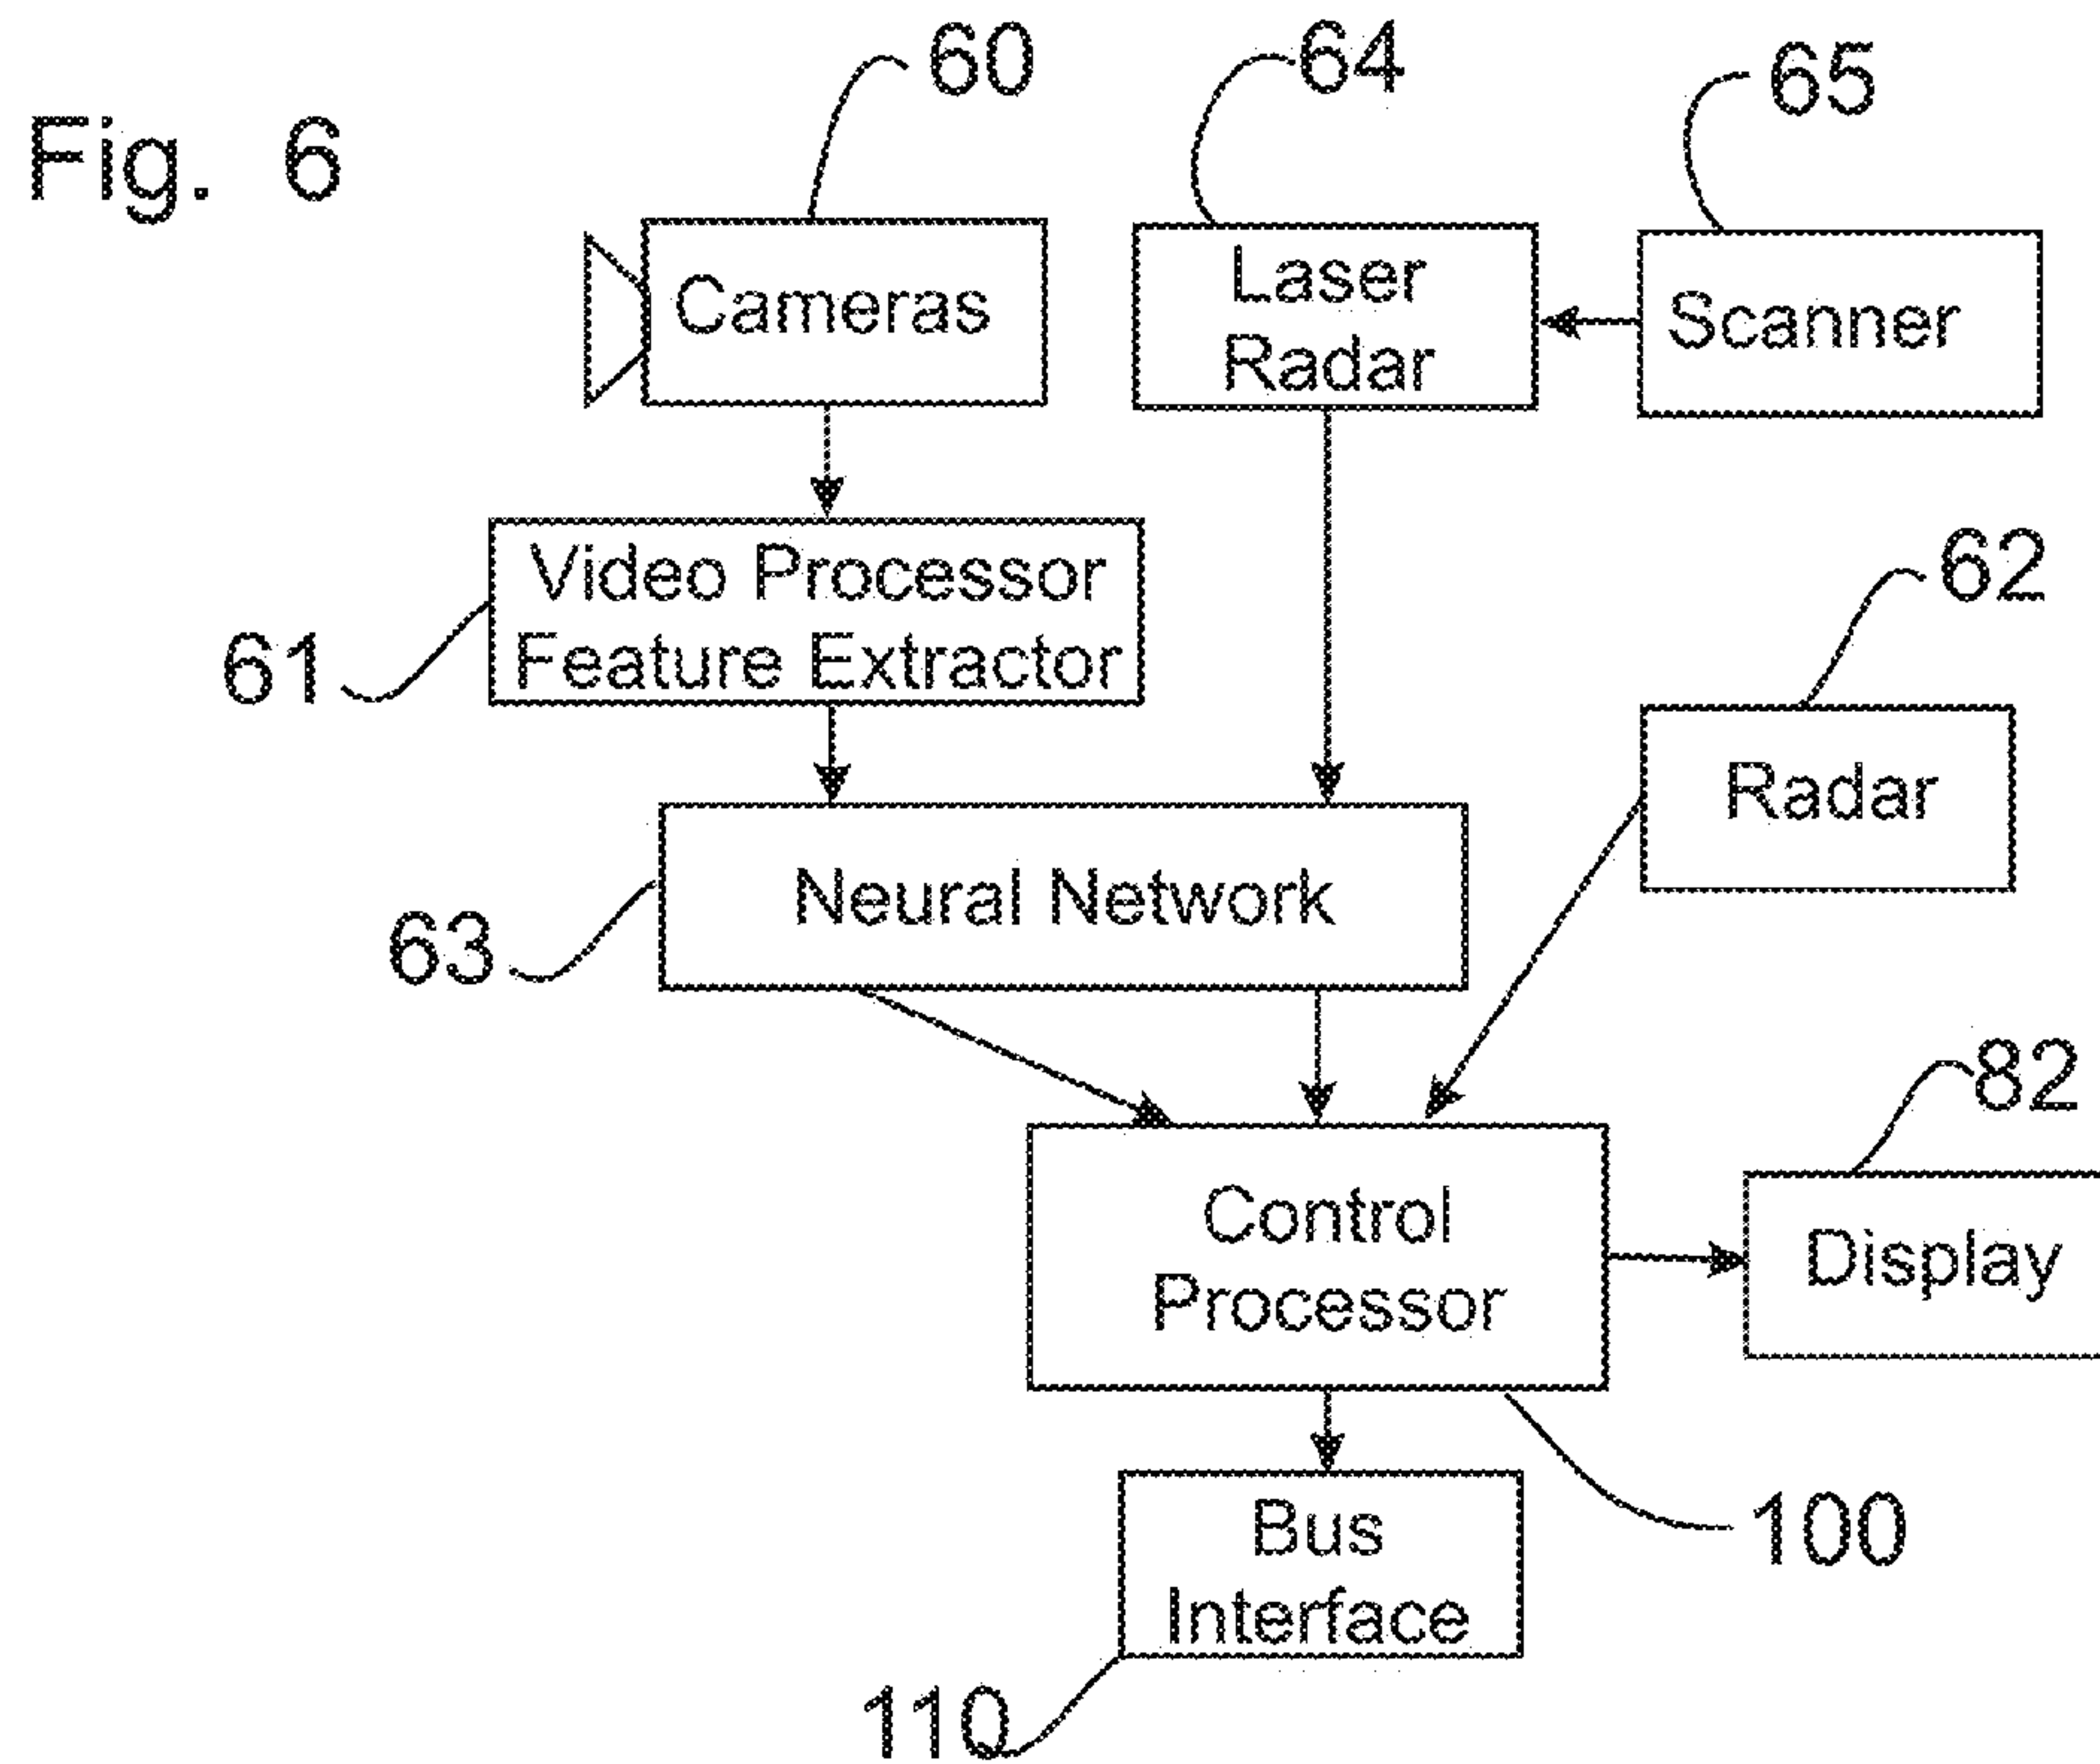 Fig. 6
60
64
65
Cameras
Laser
Radar
Scanner
Video Processor
Feature Extractor
61
62
Radar
Neural Network
63
82
Control
Processor
Display
100
Bus
Interface
110